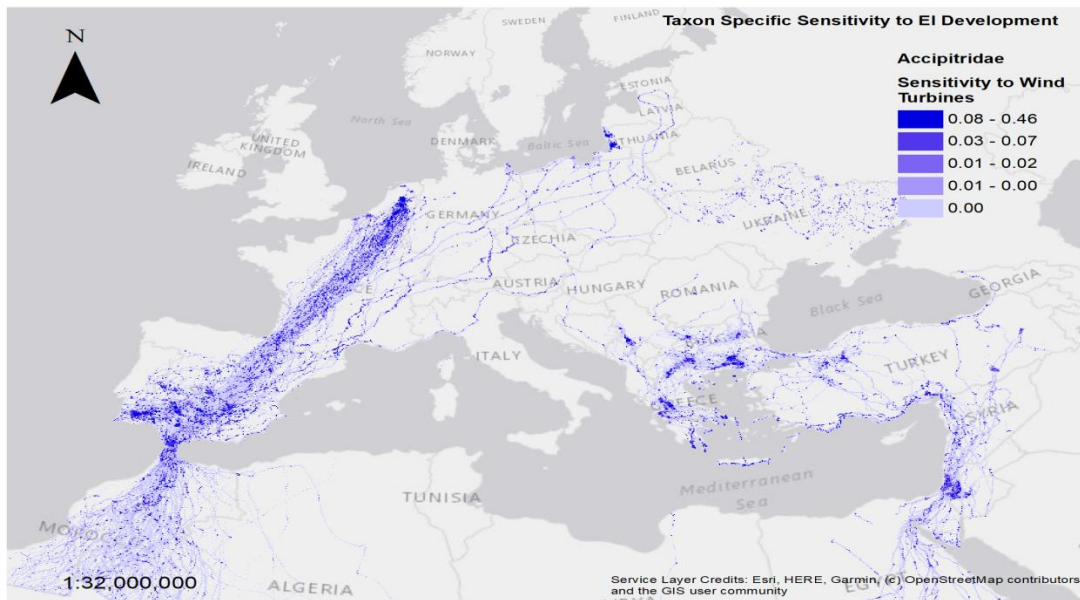 Taxon Specific Sensitivity to EI Development
N
Accipitridae
Sensitivity to Wind
Turbines
0.08 - 0.46
0.03 - 0.07
0.01 - 0.02
0.01 - 0.00
0.00
SWEDEN
FINLAND
NORWAY
ESTONIA
LATVIA
North Sea
DENMARK
Baltic Sea
LITHUANIA
UNITED
KINGDOM
IRELAND
BELARUS
GERMANY
UKRAINE
CZECHIA
AUSTRIA
HUNGARY
ROMANIA
Black Sea
GEORGIA
ITALY
TURKEY
GREECE
SYRIA
Mediterranean
Sea
TUNISIA
MOROCCO
ALGERIA
EGYPT
1:32,000,000
Service Layer Credits: Esri, HERE, Garmin, (c) OpenStreetMap contributors
and the GIS user community